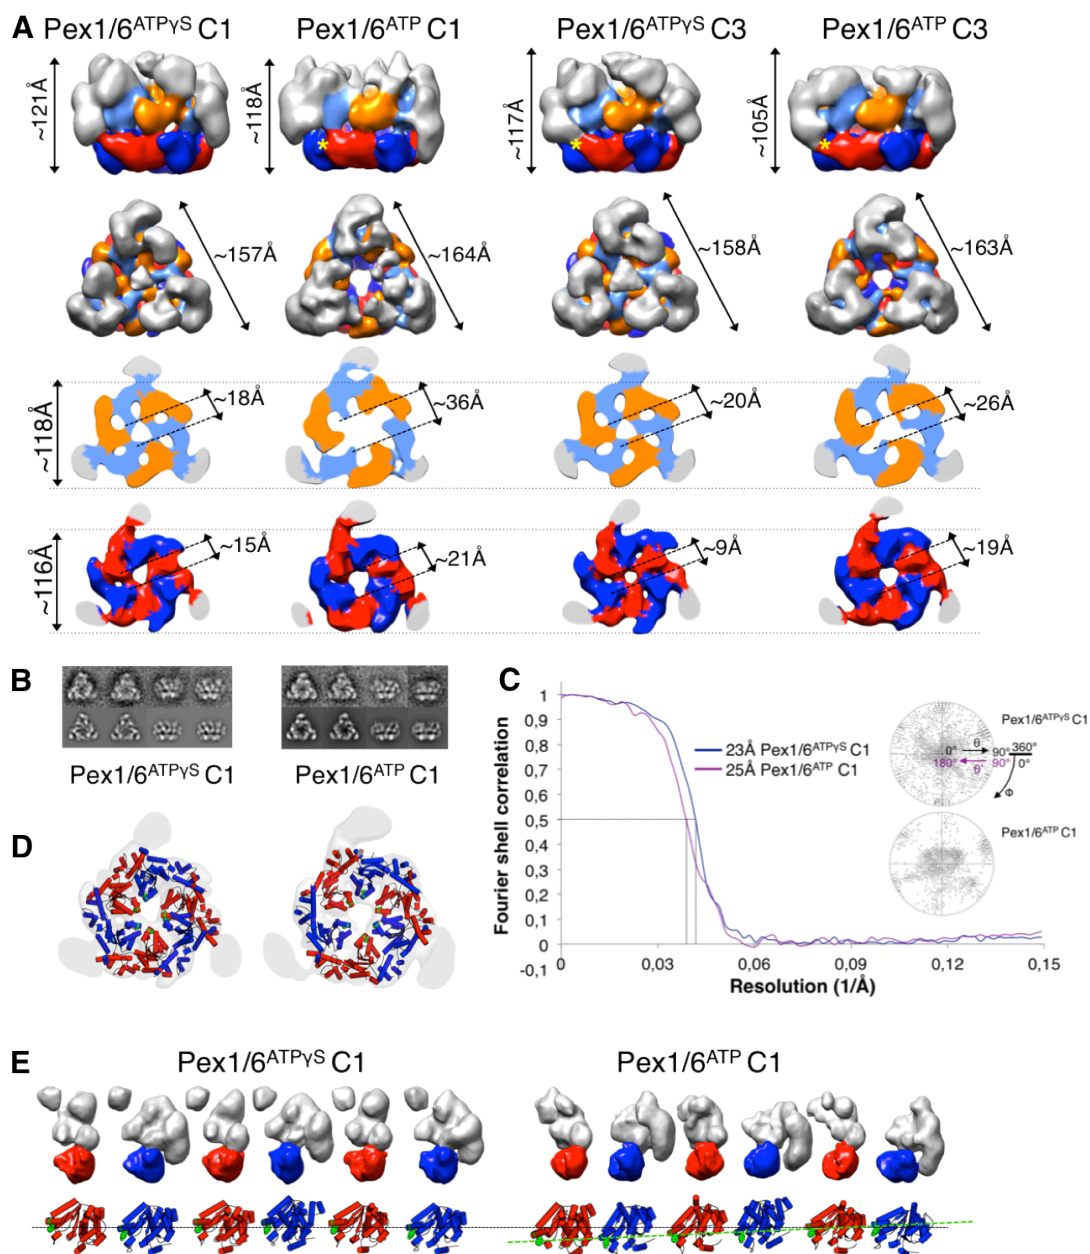 A
Pex1/6ATPγS C1
Pex1/6ATP C1
Pex1/6ATPγS C3
Pex1/6ATP C3
~121Å
~118Å
~117Å
~105Å
*
*
*
~157Å
~164Å
~158Å
~163Å
~118Å
~18Å
~36Å
~20Å
~26Å
~116Å
~15Å
~21Å
~9Å
~19Å
B
Pex1/6ATPγS C1
Pex1/6ATP C1
C
Fourier shell correlation
1
0,9
0,8
0,7
0,6
0,5
0,4
0,3
0,2
0,1
0
-0,1
0
0,03
0,06
0,09
0,12
0,15
Resolution (1/Å)
23Å Pex1/6ATPγS C1
25Å Pex1/6ATP C1
Pex1/6ATPγS C1
0° θ 90° 360°
180° θ 90° 0°
Φ
Pex1/6ATP C1
D
E
Pex1/6ATPγS C1
Pex1/6ATP C1